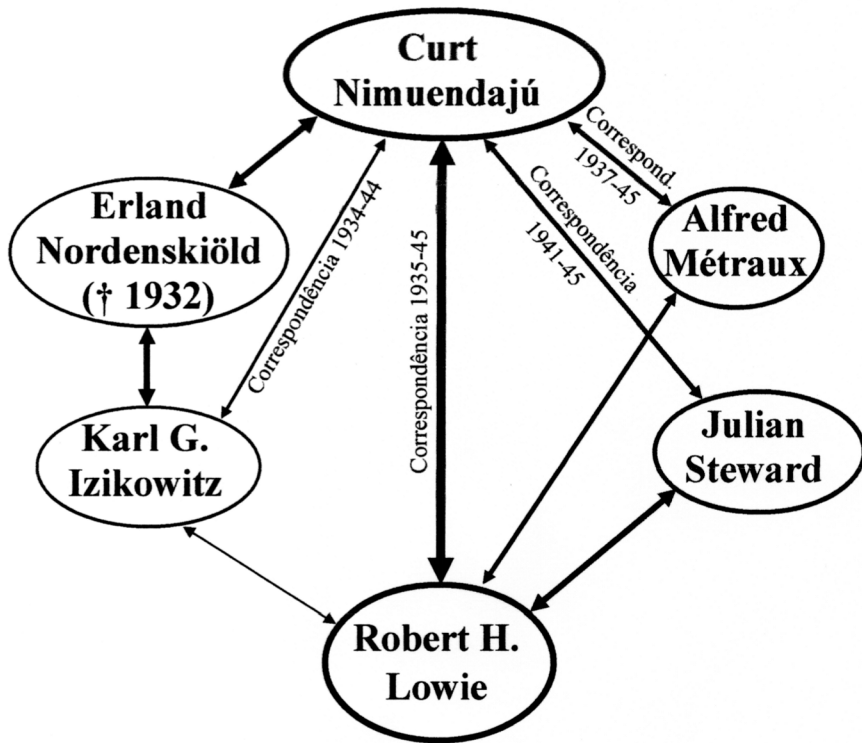 Curt
Nimuendajú
Correspond.
1937-45
Erland
Nordenskiöld
(† 1932)
Correspondência 1934-44
Correspondência 1935-45
Correspondência
1941-45
Alfred
Métraux
Karl G.
Izikowitz
Julian
Steward
Robert H.
Lowie